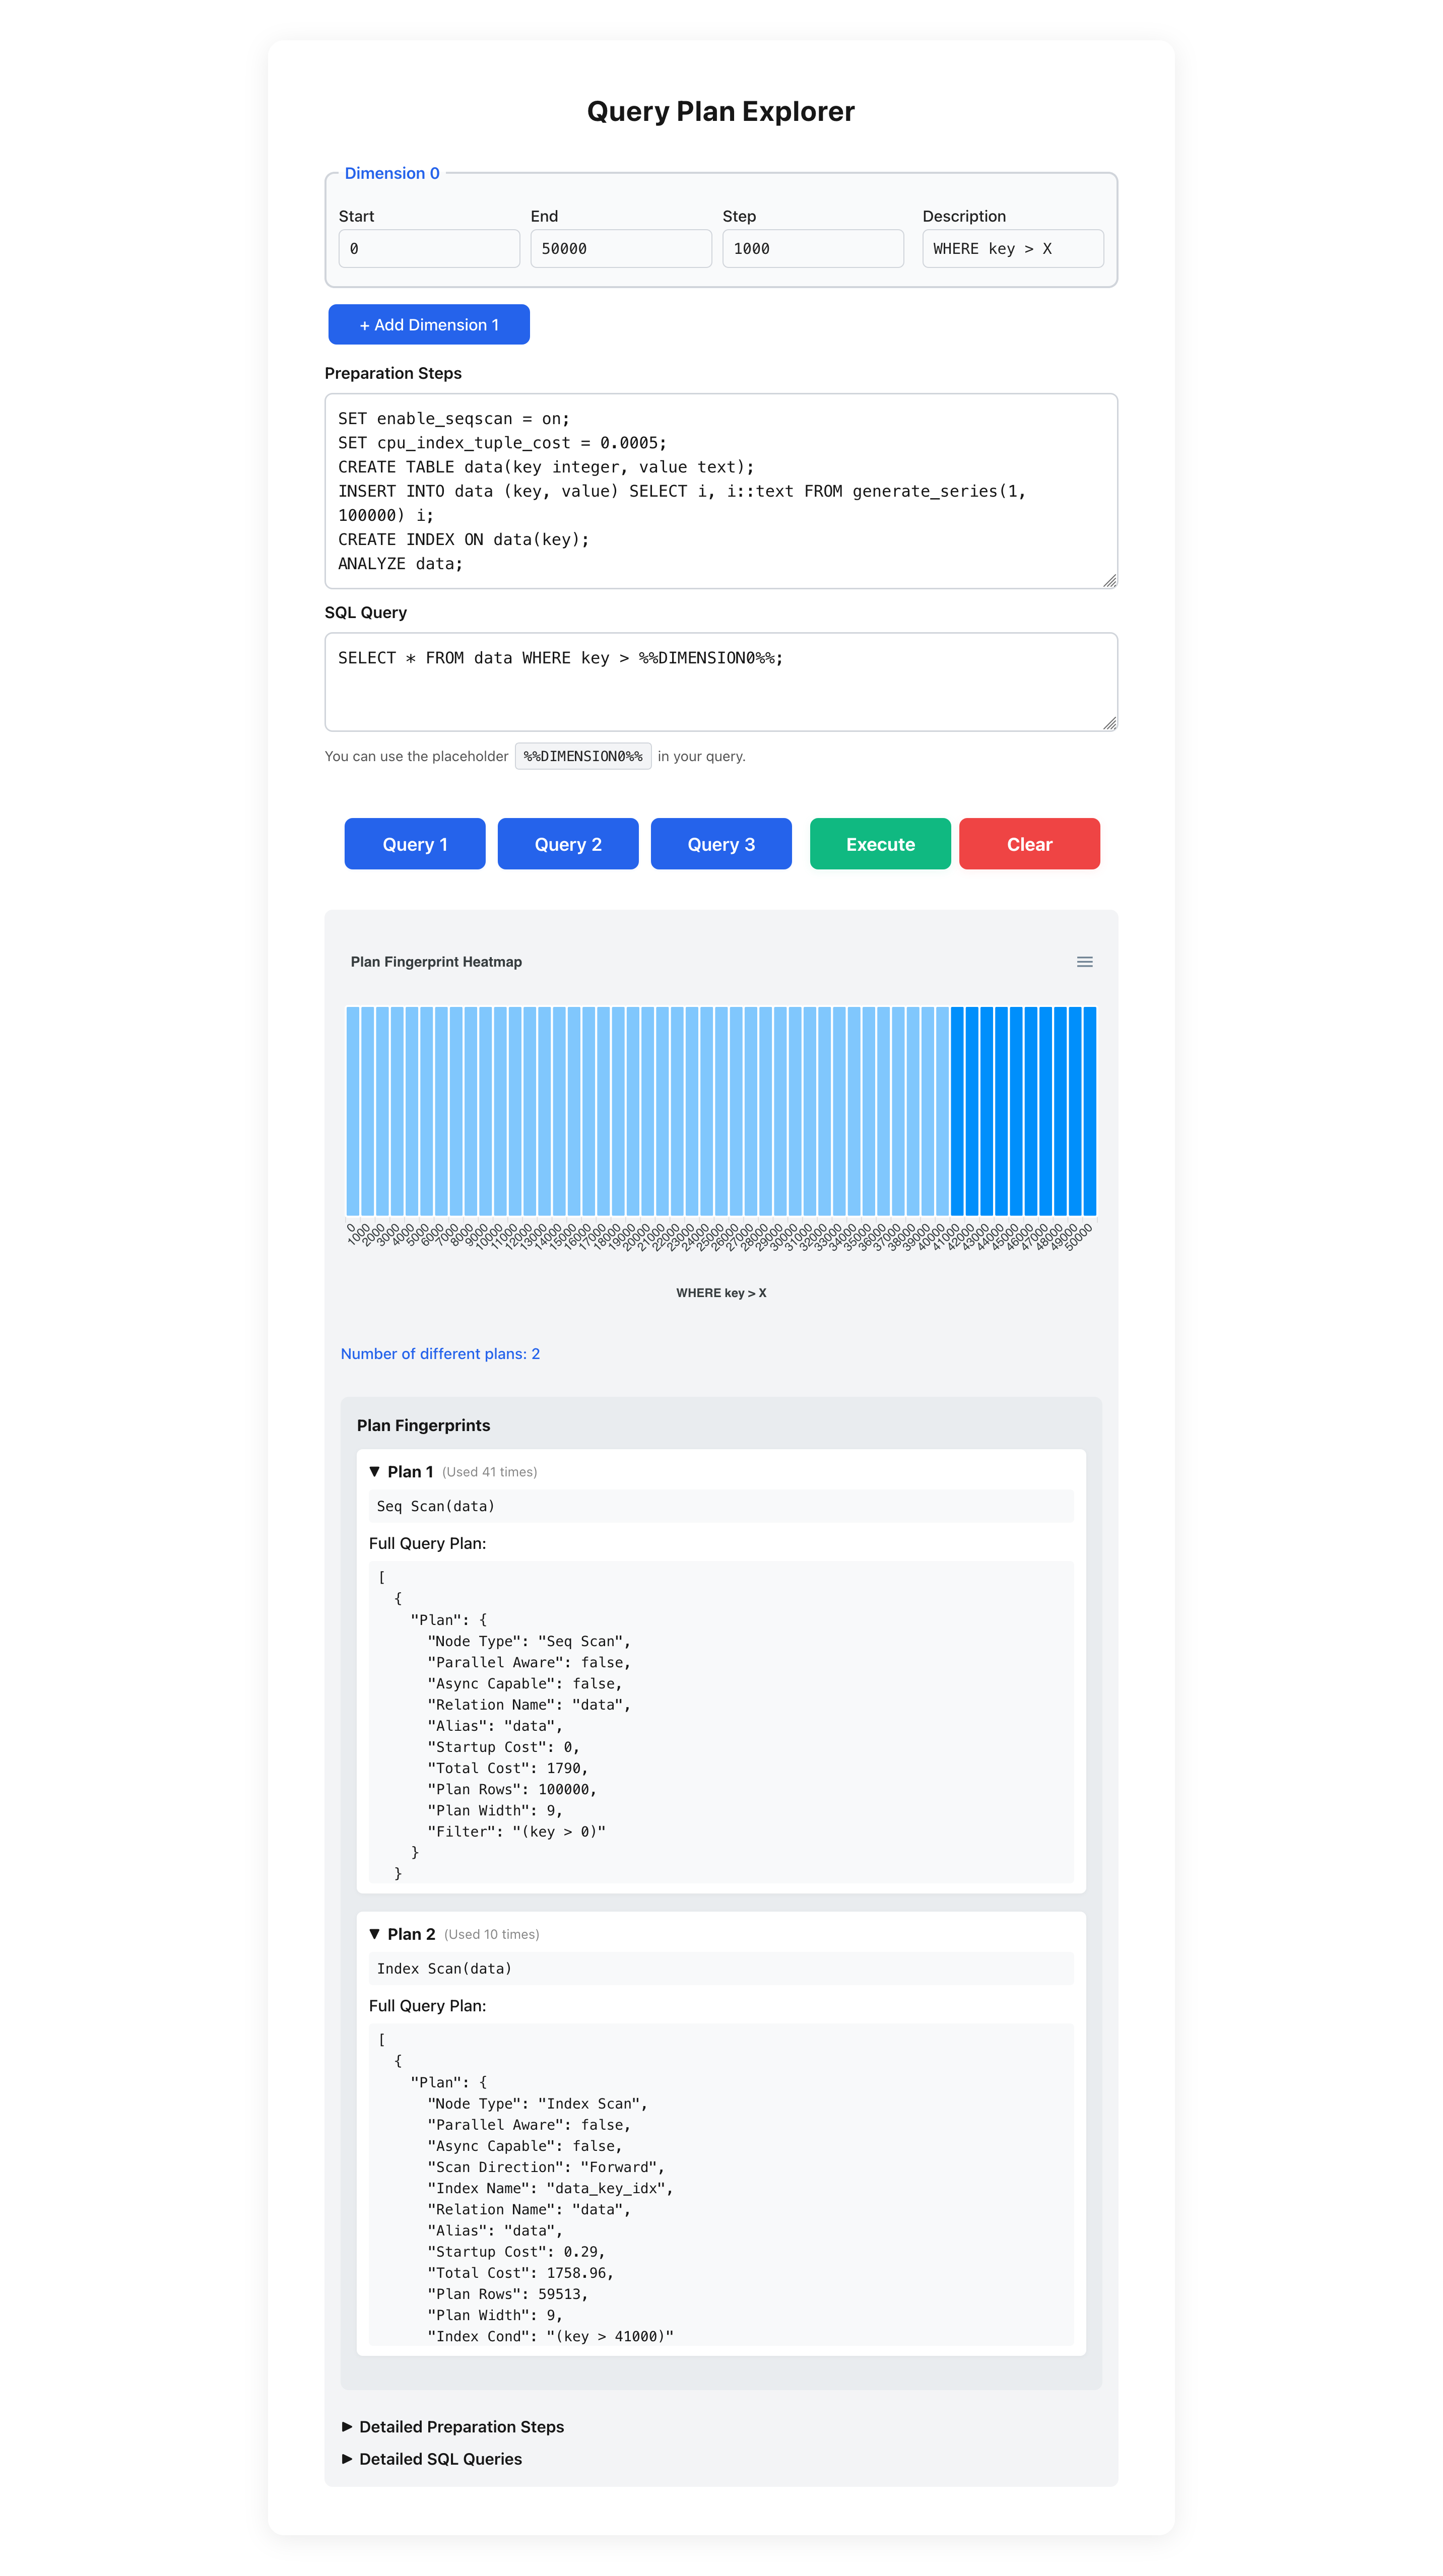 Query Plan Explorer
Dimension 0
Start End Step Description
0 50000 1000 WHERE key > X
+ Add Dimension 1
Preparation Steps
SET enable_seqscan = on;
SET cpu_index_tuple_cost = 0.0005;
CREATE TABLE data(key integer, value text);
INSERT INTO data (key, value) SELECT i, i::text FROM generate_series(1,
100000) i;
CREATE INDEX ON data(key);
ANALYZE data;
SQL Query
SELECT * FROM data WHERE key > %%DIMENSION0%%;
You can use the placeholder %%DIMENSION0%% in your query.
Query 1 Query 2 Query 3 Execute Clear
Plan Fingerprint Heatmap
0 1000 2000 3000 4000 5000 6000 7000 8000 9000 10000 11000 12000 13000 14000 15000 16000 17000 18000 19000 20000 21000 22000 23000 24000 25000 26000 27000 28000 29000 30000 31000 32000 33000 34000 35000 36000 37000 38000 39000 40000 41000 42000 43000 44000 45000 46000 47000 48000 49000 50000
WHERE key > X
Number of different plans: 2
Plan Fingerprints
▼ Plan 1 (Used 41 times)
Seq Scan(data)
Full Query Plan:
[
{
"Plan": {
"Node Type": "Seq Scan",
"Parallel Aware": false,
"Async Capable": false,
"Relation Name": "data",
"Alias": "data",
"Startup Cost": 0,
"Total Cost": 1790,
"Plan Rows": 100000,
"Plan Width": 9,
"Filter": "(key > 0)"
}
}
▼ Plan 2 (Used 10 times)
Index Scan(data)
Full Query Plan:
[
{
"Plan": {
"Node Type": "Index Scan",
"Parallel Aware": false,
"Async Capable": false,
"Scan Direction": "Forward",
"Index Name": "data_key_idx",
"Relation Name": "data",
"Alias": "data",
"Startup Cost": 0.29,
"Total Cost": 1758.96,
"Plan Rows": 59513,
"Plan Width": 9,
"Index Cond": "(key > 41000)"
▶ Detailed Preparation Steps
▶ Detailed SQL Queries